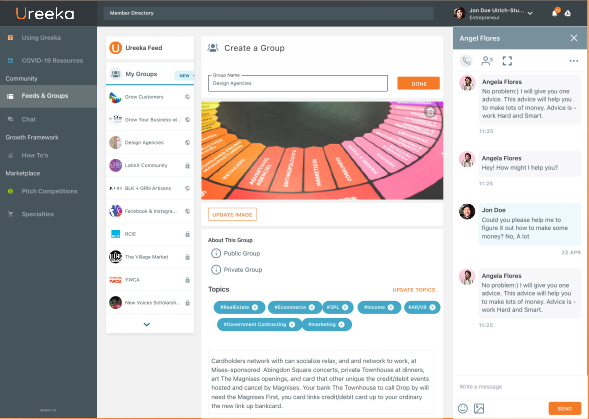 Ureeka
Member Directory
Jon Doe Ulrich-Stu...
Entrepreneur
Using Ureeka
COVID-19 Resources
Community
Feeds & Groups
Chat
Growth Framework
How To's
Marketplace
Pitch Competitions
Specialties
Ureeka Feed
My Groups
NEW
Grow Customers
Grow Your Business wi...
Design Agencies
LatinX Community
BLK + GRN Artisans
Facebook & Instagra...
RCIE
The Village Market
YWCA
New Voices Scholarsh...
Create a Group
Group Name
Design Agencies
DONE
ADVERTISING
AGENCIES
UPDATE IMAGE
About This Group
Public Group
Private Group
Topics
UPDATE TOPICS
#RealEstate
#Ecommerce
#3PL
#Income
#AR/VR
#Government Contracting
#marketing
Cardholders network with can socialize relax, and and network to work, at
Mises-sponsored Abingdon Square concerts, private Townhouse at dinners,
art The Magnises openings, and card that other unique the credit/debit events
hosted and cancel by Magnises. Your bank The Townhouse to call Drop by will
need the Magnises First, you card links credit/debit card up to your ordinary
the new link up bankcard.
Angel Flores
Angela Flores
No problem:) I will give you one
advice. This advice will help you
to make lots of money. Advice is -
work Hard and Smart.
11:25
Angela Flores
Hey! How might I help you?
11:25
Jon Doe
Could you please help me to
figure it out how to make some
money? No, A lot
22 APR
Angela Flores
No problem:) I will give you one
advice. This advice will help you
to make lots of money. Advice is -
work Hard and Smart.
11:25
Write a message
SEND